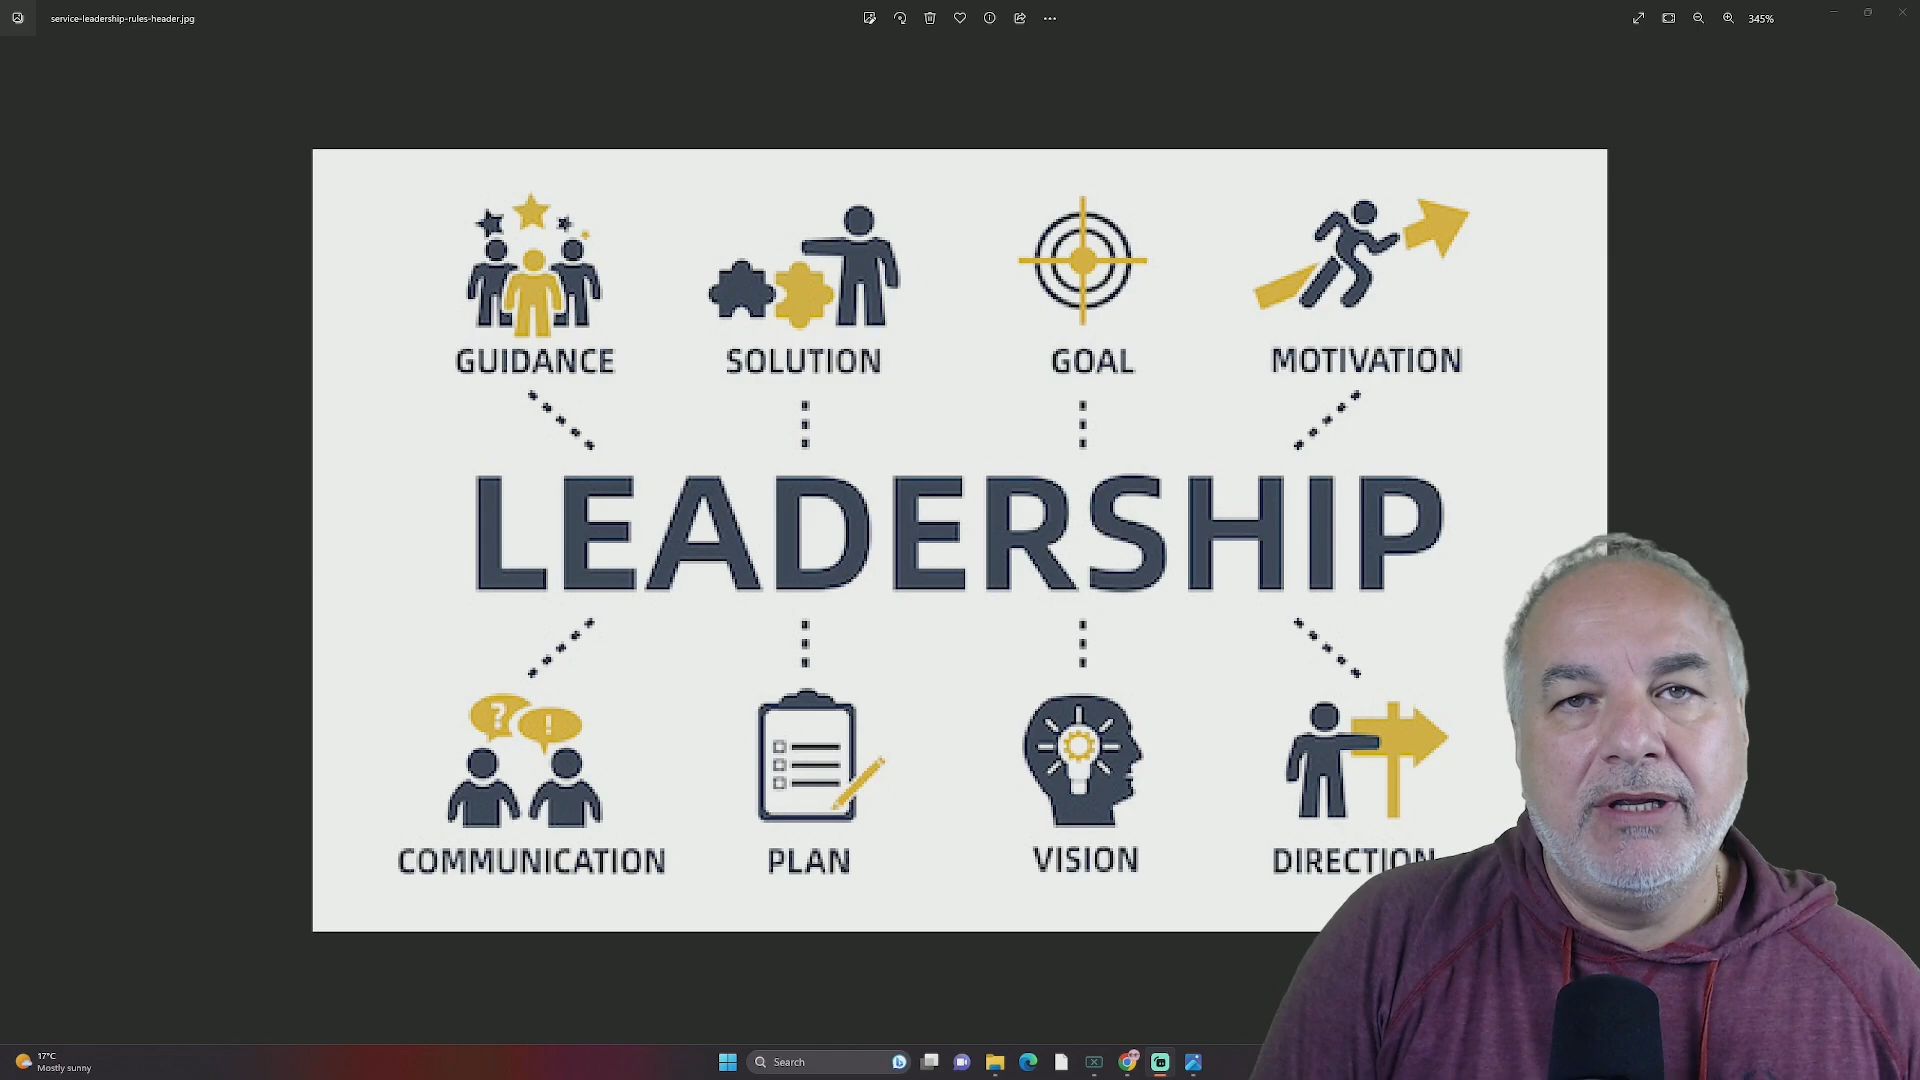 service-leadership-rules-header.jpg
345%
GUIDANCE
SOLUTION
GOAL
MOTIVATION
LEADERSHIP
? !
COMMUNICATION
PLAN
VISION
DIRECTION
17°C
Mostly sunny
Search